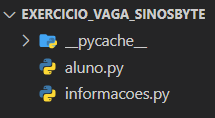 EXERCICIO_VAGA_SINOSBYTE
__pycache__
aluno.py
informacoes.py